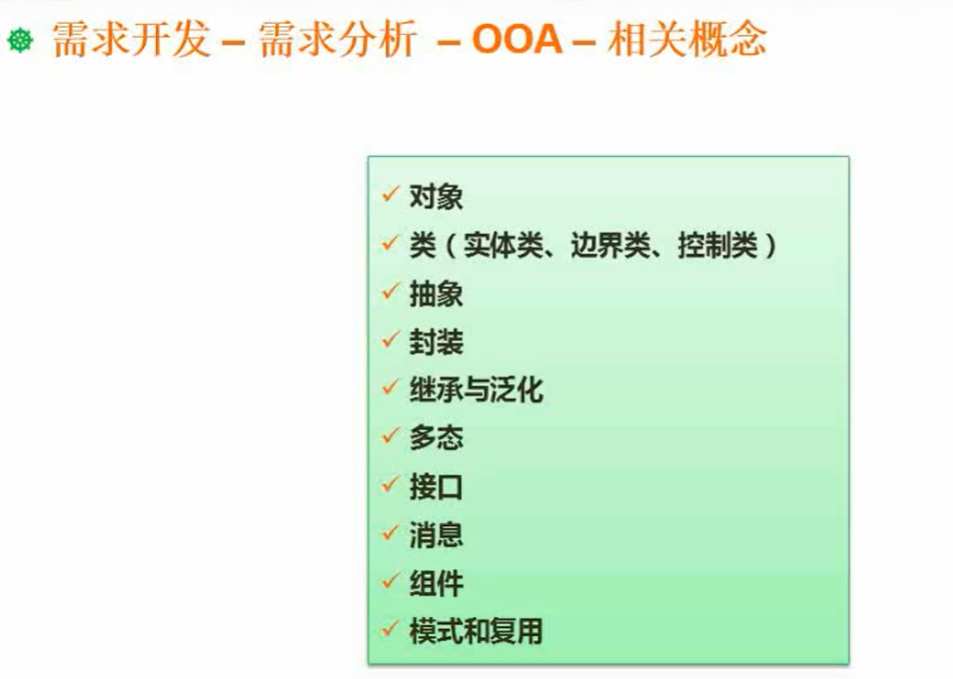 需求开发 – 需求分析 – OOA – 相关概念
对象
类（实体类、边界类、控制类）
抽象
封装
继承与泛化
多态
接口
消息
组件
模式和复用